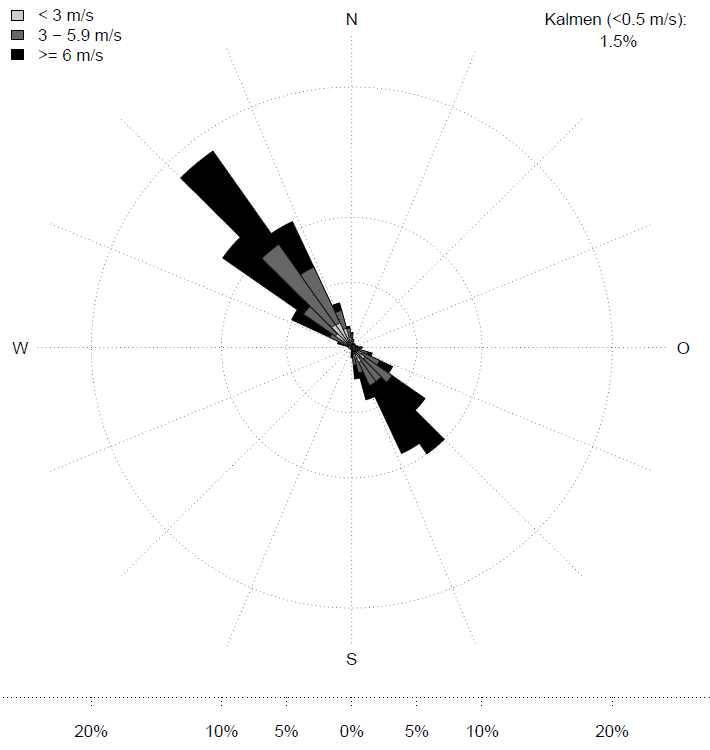 < 3 m/s
3 − 5.9 m/s
>= 6 m/s
N
Kalmen (<0.5 m/s):
1.5%
W
O
S
20% 10% 5% 0% 5% 10% 20%